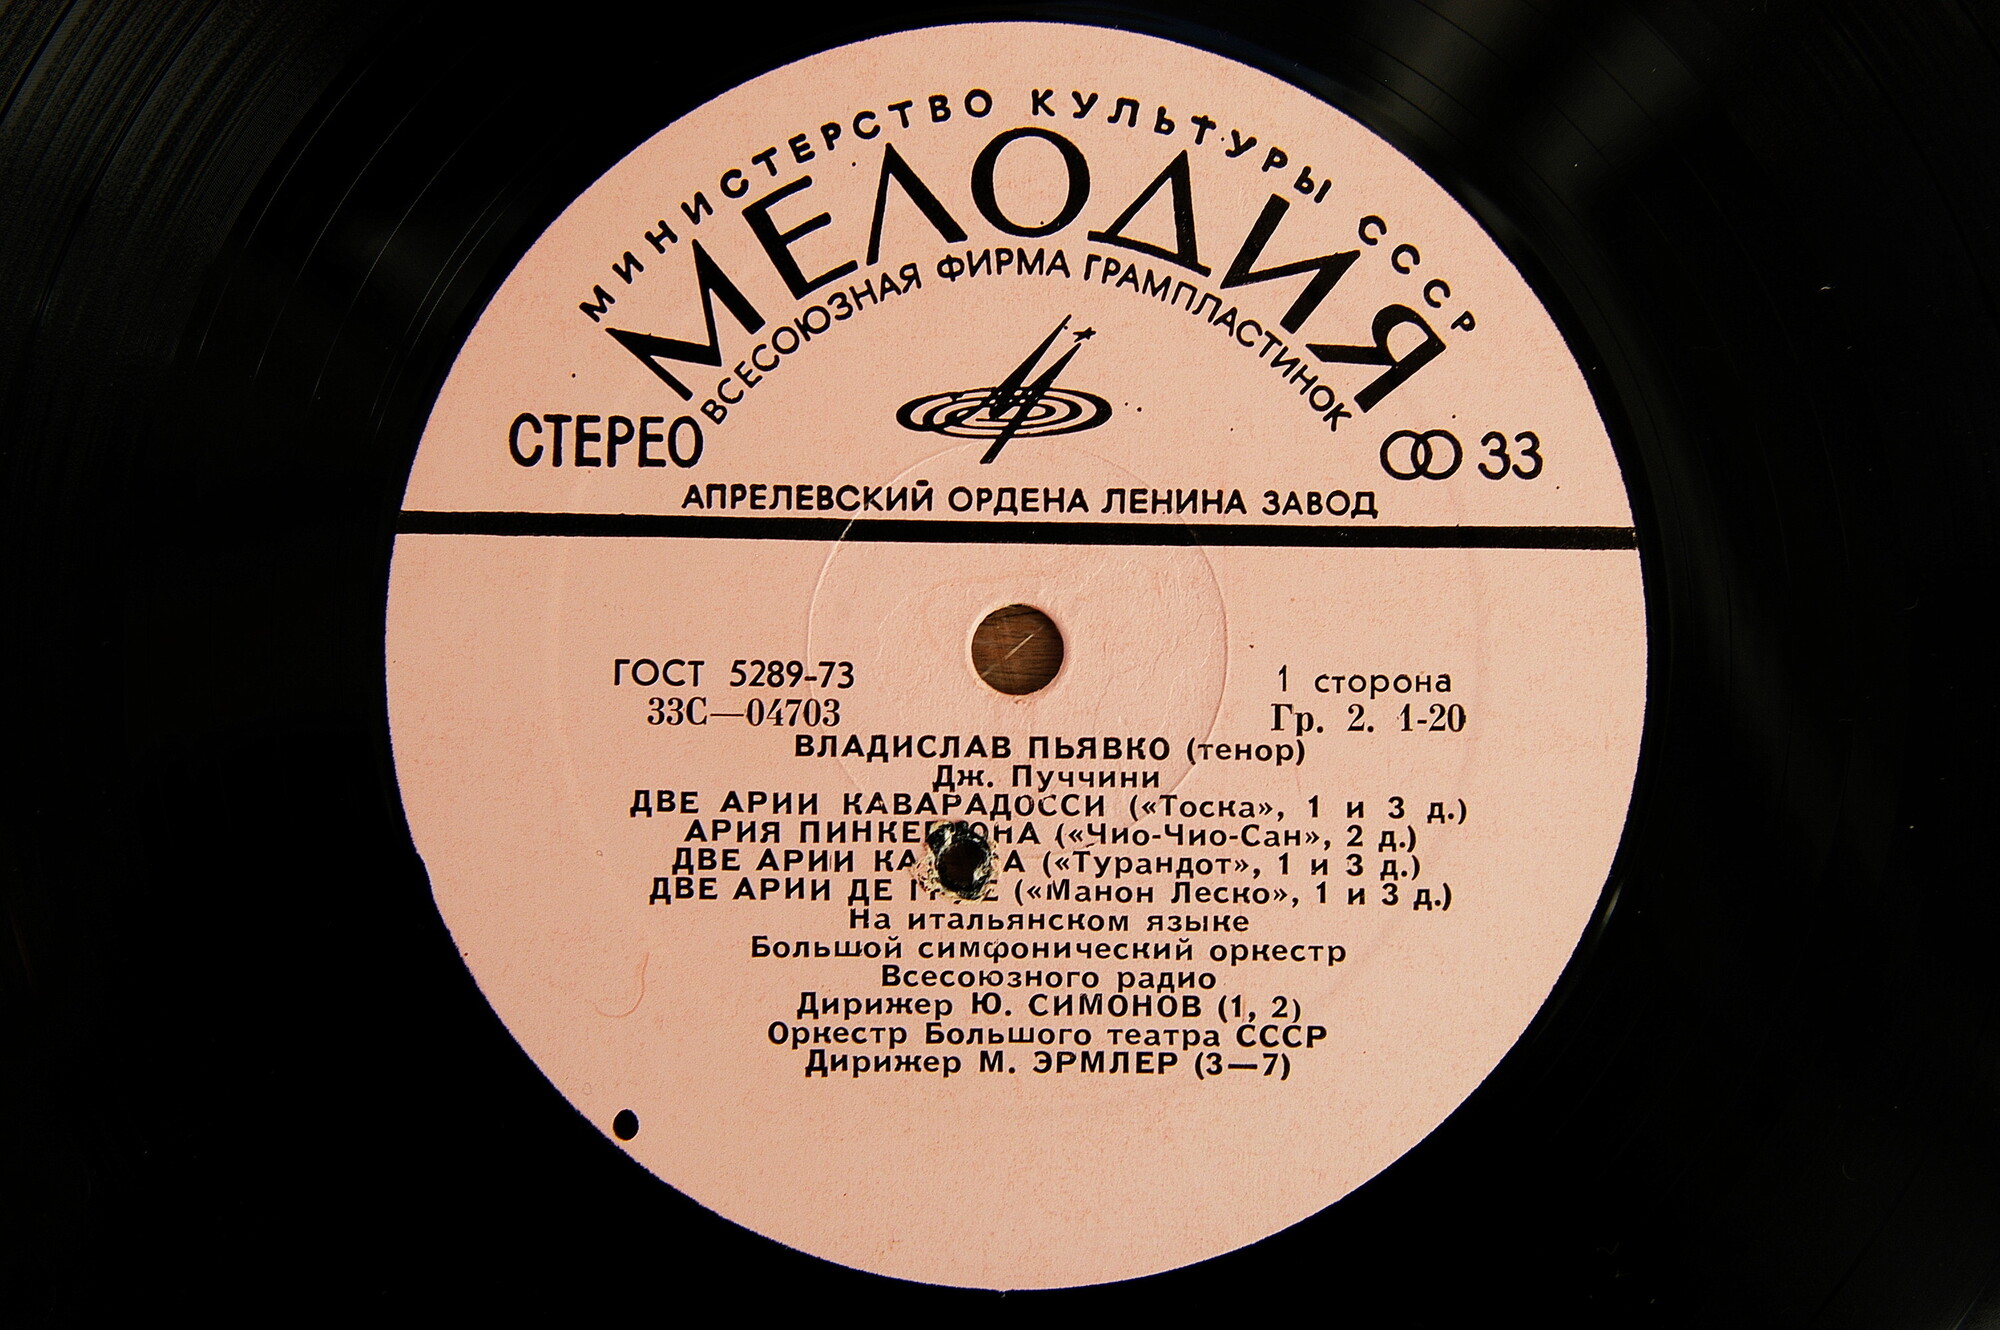 МИНИСТЕРСТВО КУЛЬТУРЫ СССР
МЕЛОДИЯ
ВСЕСОЮЗНАЯ ФИРМА ГРАМПЛАСТИНОК
СТЕРЕО
33
АПРЕЛЕВСКИЙ ОРДЕНА ЛЕНИНА ЗАВОД
ГОСТ 5289-73
1 сторона
33С—04703
Гр. 2. 1-20
ВЛАДИСЛАВ ПЬЯВКО (тенор)
Дж. Пуччини
ДВЕ АРИИ КАВАРАДОССИ («Тоска», 1 и 3 д.)
АРИЯ ПИНКЕРТОНА («Чио-Чио-Сан», 2 д.)
ДВЕ АРИИ («Турандот», 1 и 3 д.)
ДВЕ АРИИ ДЕ («Манон Леско», 1 и 3 д.)
На итальянском языке
Большой симфонический оркестр
Всесоюзного радио
Дирижер Ю. СИМОНОВ (1, 2)
Оркестр Большого театра СССР
Дирижер М. ЭРМЛЕР (3—7)